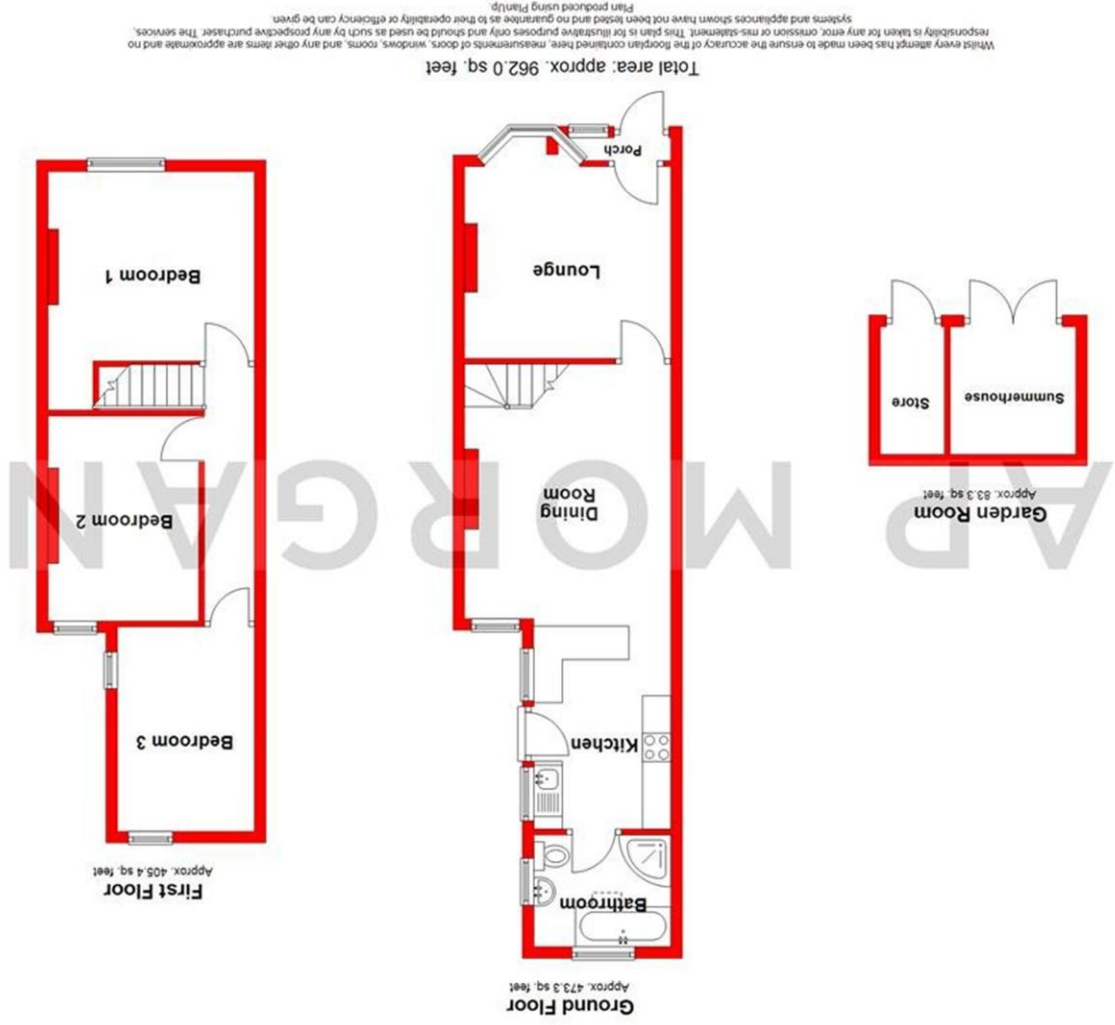 Ground Floor
Approx. 473.3 sq. feet
First Floor
Approx. 405.4 sq. feet
Bathroom
Kitchen
Bedroom 3
Garden Room
Approx. 83.3 sq. feet
Dining
Room
Bedroom 2
AP MORGAN
Summerhouse
Store
Lounge
Bedroom 1
Porch
Total area: approx. 962.0 sq. feet
Whilst every attempt has been made to ensure the accuracy of the floorplan contained here, measurements of doors, windows, rooms, and any other items are approximate and no
responsibility is taken for any error, omission or mis-statement. This plan is for illustrative purposes only and should be used as such by any prospective purchaser. The services,
systems and appliances shown have not been tested and no guarantee as to their operability or efficiency can be given.
Plan produced using PlanUp.